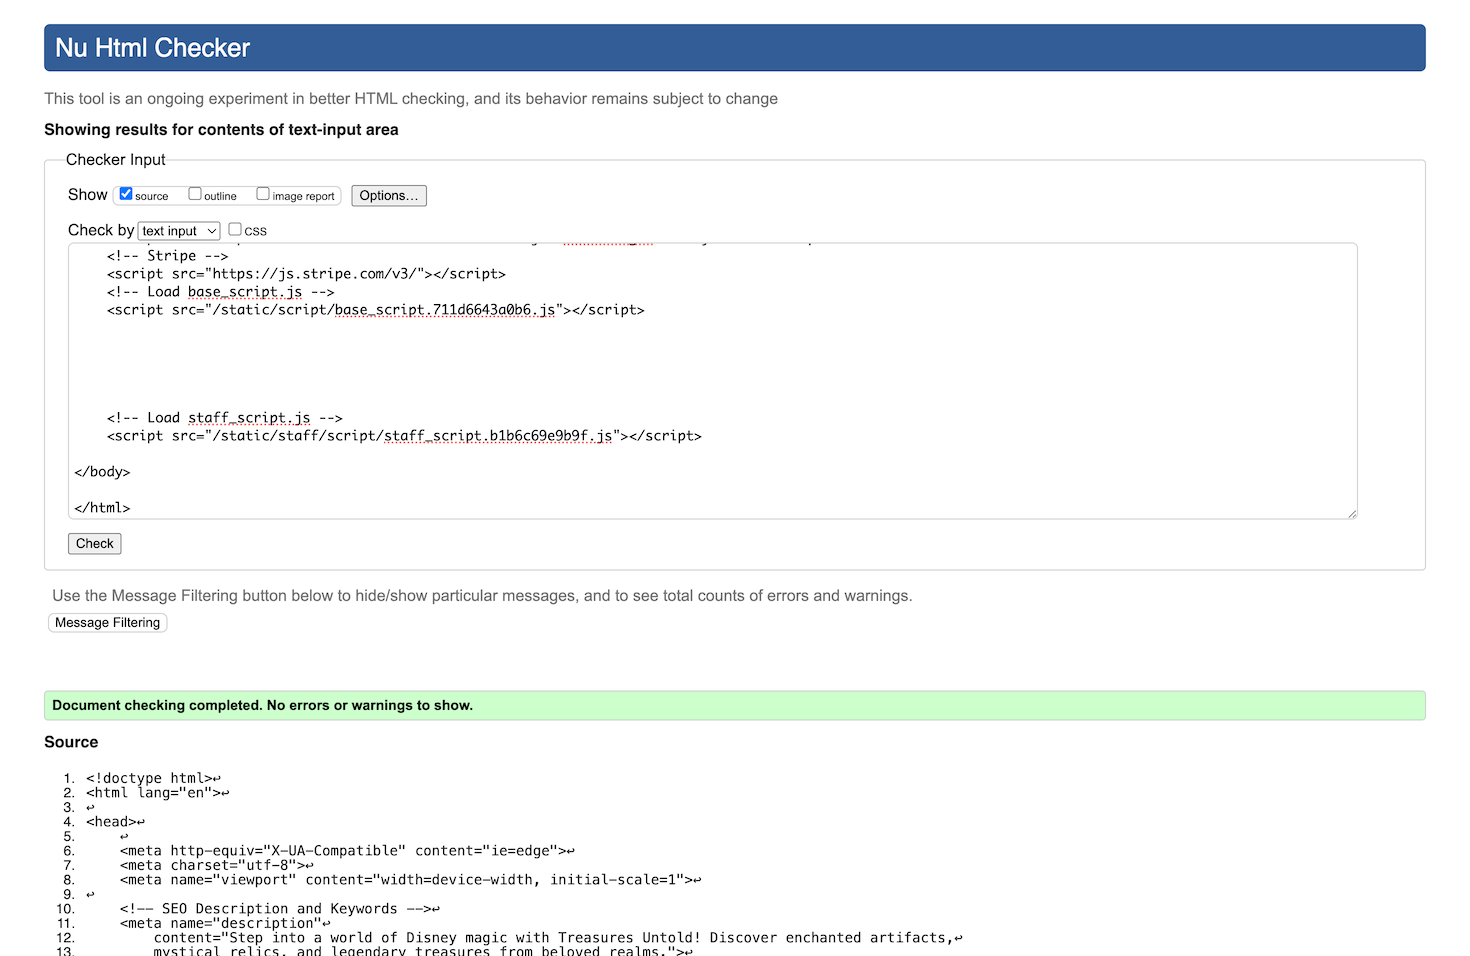 Nu Html Checker
This tool is an ongoing experiment in better HTML checking, and its behavior remains subject to change
Showing results for contents of text-input area
Checker Input
Show source outline image report Options...
Check by text input CSS
<!-- Stripe -->
<script src="https://js.stripe.com/v3/"></script>
<!-- Load base_script.js -->
<script src="/static/script/base_script.711d6643a0b6.js"></script>
<!-- Load staff_script.js -->
<script src="/static/staff/script/staff_script.b1b6c69e9b9f.js"></script>
</body>
</html>
Check
Use the Message Filtering button below to hide/show particular messages, and to see total counts of errors and warnings.
Message Filtering
Document checking completed. No errors or warnings to show.
Source
1. <!doctype html>↩
2. <html lang="en">↩
3. ↩
4. <head>↩
5. ↩
6. <meta http-equiv="X-UA-Compatible" content="ie=edge">↩
7. <meta charset="utf-8">↩
8. <meta name="viewport" content="width=device-width, initial-scale=1">↩
9. ↩
10. <!-- SEO Description and Keywords -->↩
11. <meta name="description"↩
12. content="Step into a world of Disney magic with Treasures Untold! Discover enchanted artifacts,↩
13. mystical relics, and legendary treasures from beloved realms.">↩